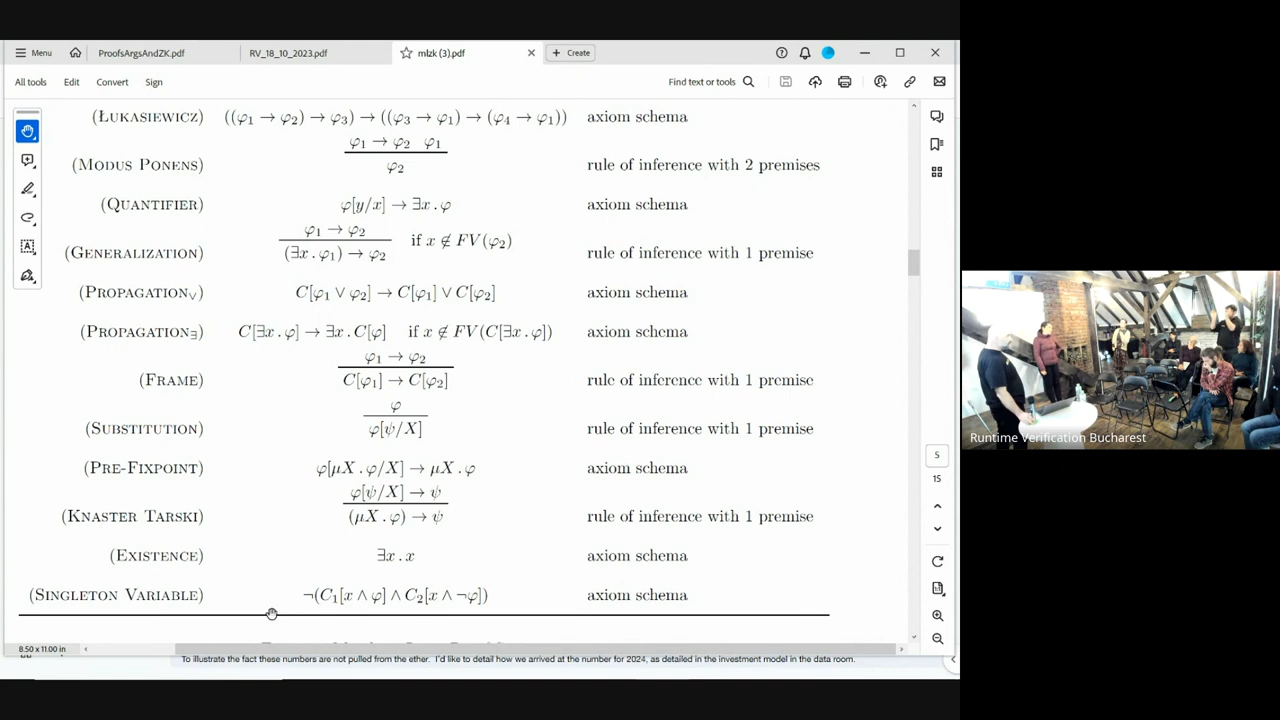 Menu ProofsArgsAndZK.pdf RV_18_10_2023.pdf mlzk (3).pdf Create
All tools Edit Convert Sign Find text or tools
(ŁUKASIEWICZ) ((φ₁ → φ₂) → φ₃) → ((φ₃ → φ₁) → (φ₄ → φ₁)) axiom schema
φ₁ → φ₂ φ₁
(MODUS PONENS) φ₂ rule of inference with 2 premises
(QUANTIFIER) φ[y/x] → ∃x . φ axiom schema
φ₁ → φ₂ if x ∉ FV(φ₂)
(GENERALIZATION) (∃x . φ₁) → φ₂ rule of inference with 1 premise
(PROPAGATION∨) C[φ₁ ∨ φ₂] → C[φ₁] ∨ C[φ₂] axiom schema
(PROPAGATION∃) C[∃x . φ] → ∃x . C[φ] if x ∉ FV(C[∃x . φ]) axiom schema
φ₁ → φ₂
(FRAME) C[φ₁] → C[φ₂] rule of inference with 1 premise
φ
(SUBSTITUTION) φ[ψ/X] rule of inference with 1 premise
(PRE-FIXPOINT) φ[μX . φ/X] → μX . φ axiom schema
φ[ψ/X] → ψ
(KNASTER TARSKI) (μX . φ) → ψ rule of inference with 1 premise
(EXISTENCE) ∃x . x axiom schema
(SINGLETON VARIABLE) ¬(C₁[x ∧ φ] ∧ C₂[x ∧ ¬φ]) axiom schema
5
15
8.50 x 11.00 in
To illustrate the fact these numbers are not pulled from the ether. I'd like to detail how we arrived at the number for 2024, as detailed in the investment model in the data room.
Runtime Verification Bucharest